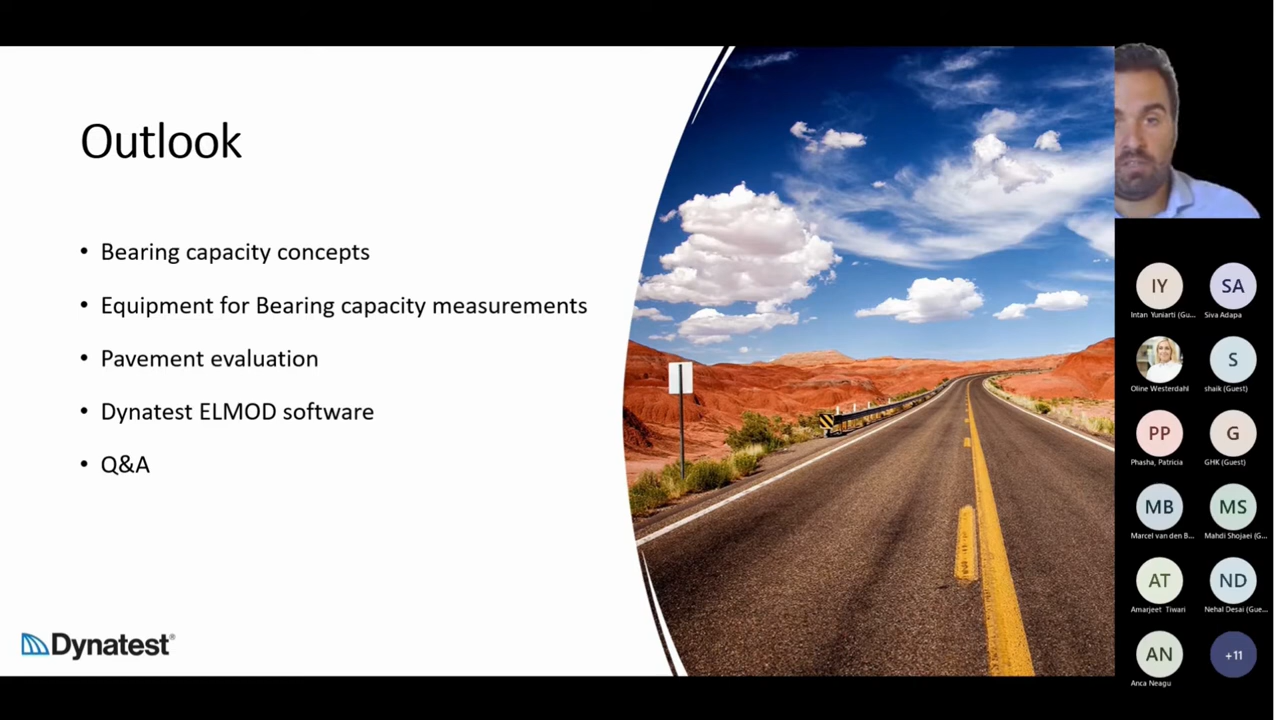 Outlook
• Bearing capacity concepts
• Equipment for Bearing capacity measurements
• Pavement evaluation
• Dynatest ELMOD software
• Q&A
Dynatest®
IY
SA
Intan Yuniarti (Gu...
Siva Adapa
S
Oline Westerdahl
shaik (Guest)
PP
G
Phasha, Patricia
GHK (Guest)
MB
MS
Marcel van den B...
Mahdi Shojaei (G...
AT
ND
Amarjeet Tiwari
Nehal Desai (Gue...
AN
+11
Anca Neagu